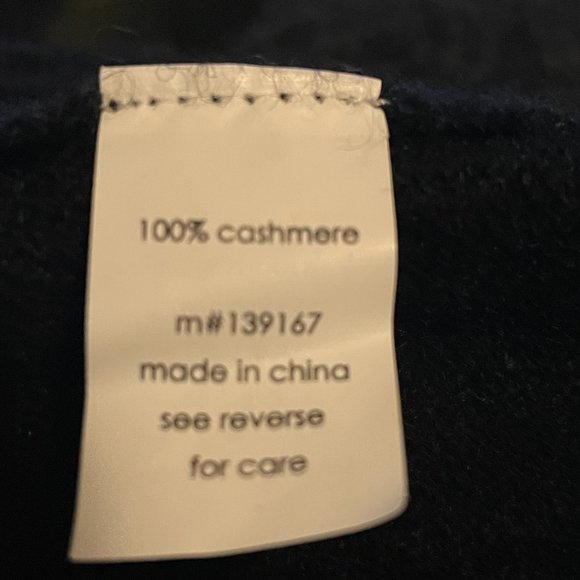 100% cashmere
m#139167
made in china
see reverse
for care